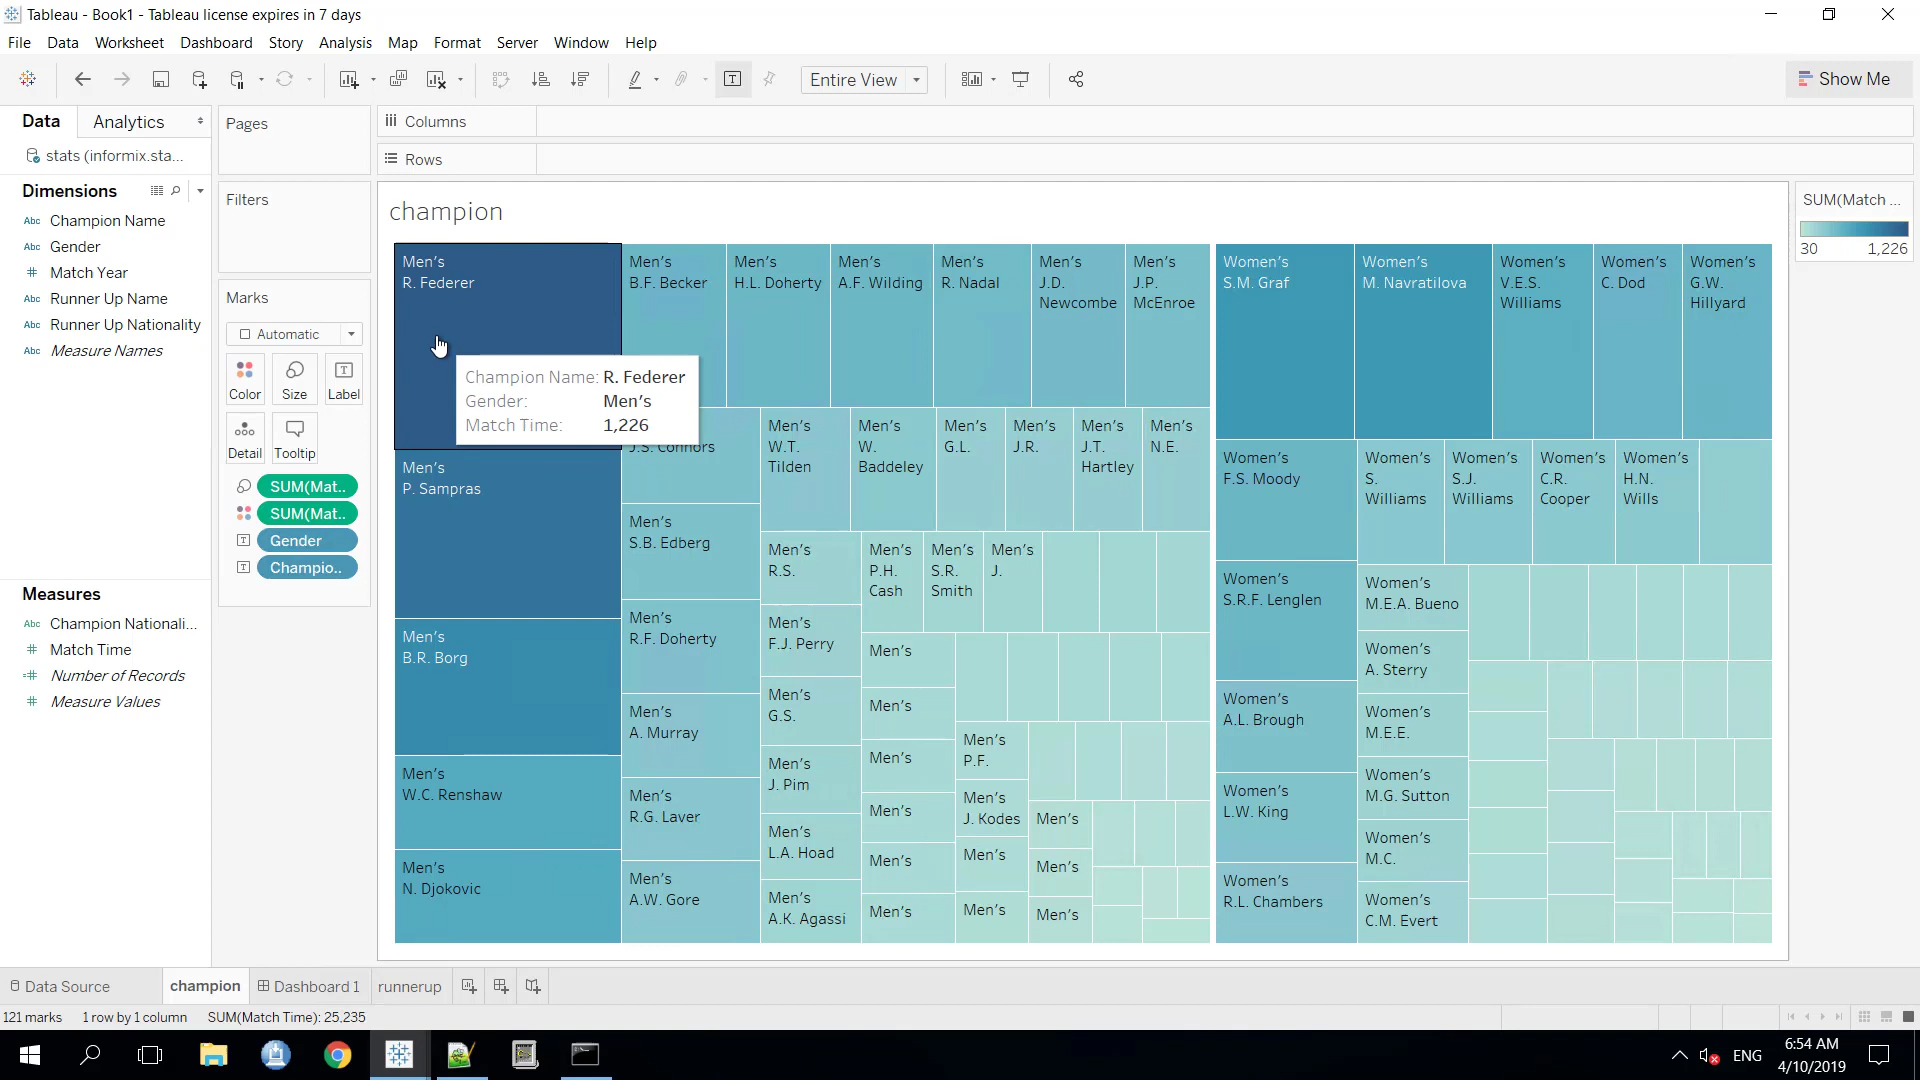 Tableau - Book1 - Tableau license expires in 7 days
File Data Worksheet Dashboard Story Analysis Map Format Server Window Help
Entire View
Show Me
Data Analytics
stats (informix.sta...
Dimensions
Abc Champion Name
Abc Gender
# Match Year
Abc Runner Up Name
Abc Runner Up Nationality
Abc Measure Names
Measures
Abc Champion Nationali...
# Match Time
=# Number of Records
# Measure Values
Pages
Filters
Marks
Automatic
Color Size Label
Detail Tooltip
SUM(Mat..
SUM(Mat..
Gender
Champio..
Columns
Rows
champion
Men's
R. Federer
Men's
P. Sampras
Men's
B.R. Borg
Men's
W.C. Renshaw
Men's
N. Djokovic
Men's
B.F. Becker
Men's
H.L. Doherty
Men's
A.F. Wilding
Men's
R. Nadal
Men's
J.D.
Newcombe
Men's
J.P.
McEnroe
Champion Name: R. Federer
Gender: Men's
Match Time: 1,226
J.S. Connors
Men's
S.B. Edberg
Men's
R.F. Doherty
Men's
A. Murray
Men's
R.G. Laver
Men's
A.W. Gore
Men's
W.T.
Tilden
Men's
W.
Baddeley
Men's
G.L.
Men's
J.R.
Men's
J.T.
Hartley
Men's
N.E.
Men's
R.S.
Men's
F.J. Perry
Men's
G.S.
Men's
J. Pim
Men's
L.A. Hoad
Men's
A.K. Agassi
Men's
P.H.
Cash
Men's
S.R.
Smith
Men's
J.
Men's
Men's
Men's
Men's
Men's
Men's
Men's
P.F.
Men's
J. Kodes
Men's
Men's
Men's
Men's
Men's
Women's
S.M. Graf
Women's
M. Navratilova
Women's
V.E.S.
Williams
Women's
C. Dod
Women's
G.W.
Hillyard
Women's
F.S. Moody
Women's
S.R.F. Lenglen
Women's
A.L. Brough
Women's
L.W. King
Women's
R.L. Chambers
Women's
S.
Williams
Women's
S.J.
Williams
Women's
C.R.
Cooper
Women's
H.N.
Wills
Women's
M.E.A. Bueno
Women's
A. Sterry
Women's
M.E.E.
Women's
M.G. Sutton
Women's
M.C.
Women's
C.M. Evert
SUM(Match ...
30 1,226
Data Source champion Dashboard 1 runnerup
121 marks 1 row by 1 column SUM(Match Time): 25,235
ENG
6:54 AM
4/10/2019